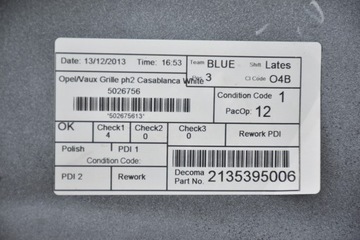 Date: 13/12/2013 Time: 16:53 Team BLUE Shift Lates
Opel/Vaux Grille ph2 Casablanca White 3 Cl Code O4B
5026756
Condition Code 1
*502675613*
PacOp: 12
OK Check1 Check2 Check3 Rework PDI
4 0 0
Polish PDI 1
Condition Code:
PDI 2 Rework Decoma Part No. 2135395006